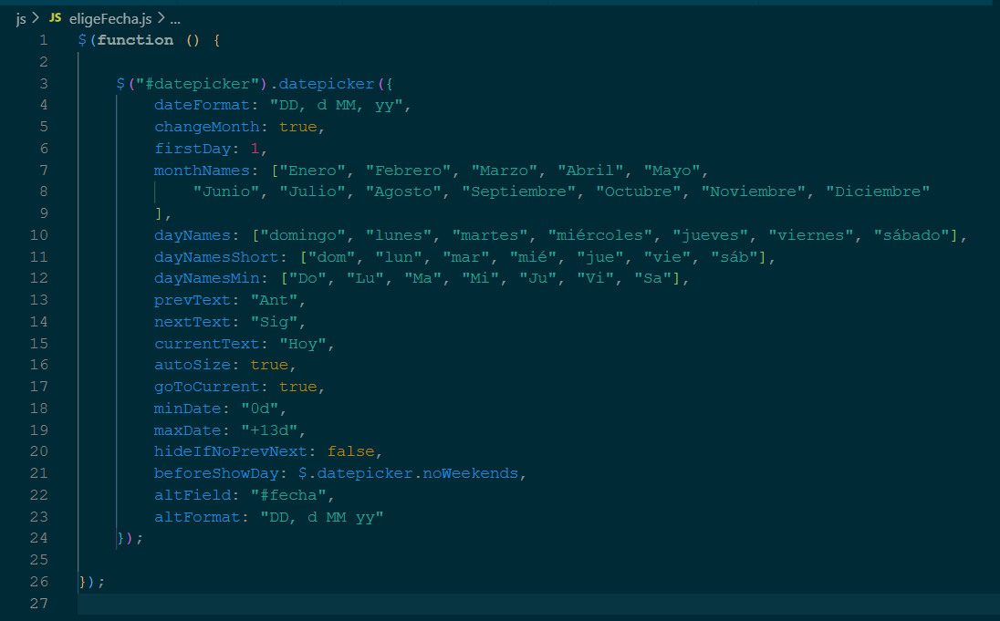 js > JS eligeFecha.js > ...
1 $(function () {
2
3 $("#datepicker").datepicker({
4 dateFormat: "DD, d MM, yy",
5 changeMonth: true,
6 firstDay: 1,
7 monthNames: ["Enero", "Febrero", "Marzo", "Abril", "Mayo",
8 "Junio", "Julio", "Agosto", "Septiembre", "Octubre", "Noviembre", "Diciembre"
9 ],
10 dayNames: ["domingo", "lunes", "martes", "miércoles", "jueves", "viernes", "sábado"],
11 dayNamesShort: ["dom", "lun", "mar", "mié", "jue", "vie", "sáb"],
12 dayNamesMin: ["Do", "Lu", "Ma", "Mi", "Ju", "Vi", "Sa"],
13 prevText: "Ant",
14 nextText: "Sig",
15 currentText: "Hoy",
16 autoSize: true,
17 goToCurrent: true,
18 minDate: "0d",
19 maxDate: "+13d",
20 hideIfNoPrevNext: false,
21 beforeShowDay: $.datepicker.noWeekends,
22 altField: "#fecha",
23 altFormat: "DD, d MM yy"
24 });
25
26 });
27